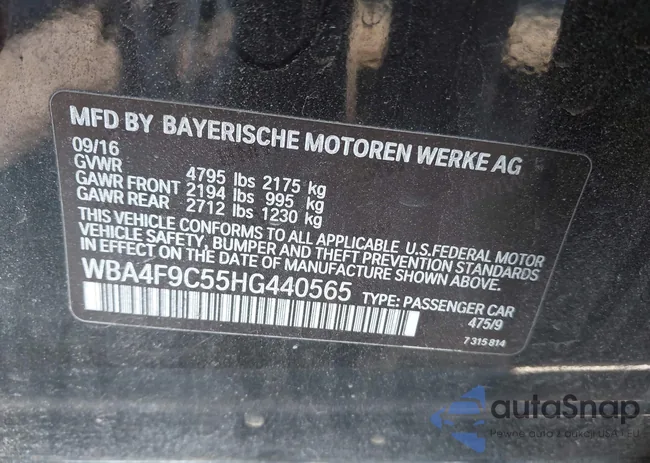 MFD BY BAYERISCHE MOTOREN WERKE AG
09/16
GVWR 4795 lbs 2175 kg
GAWR FRONT 2194 lbs 995 kg
GAWR REAR 2712 lbs 1230 kg
THIS VEHICLE CONFORMS TO ALL APPLICABLE U.S.FEDERAL MOTOR
VEHICLE SAFETY, BUMPER AND THEFT PREVENTION STANDARDS
IN EFFECT ON THE DATE OF MANUFACTURE SHOWN ABOVE.
WBA4F9C55HG440565 TYPE: PASSENGER CAR
475/9
7 315 814
autoSnap